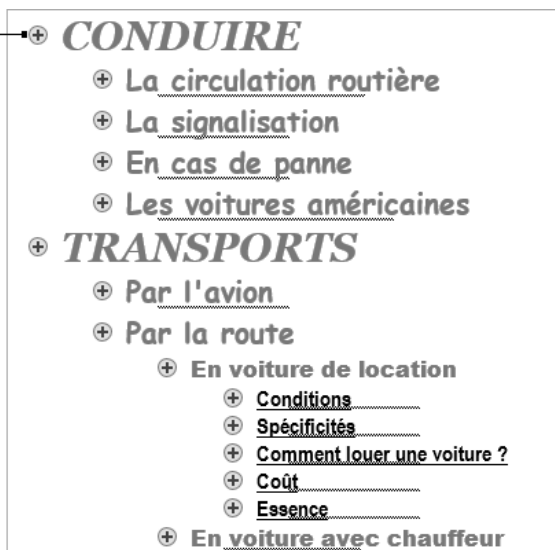 CONDUIRE
La circulation routière
La signalisation
En cas de panne
Les voitures américaines
TRANSPORTS
Par l'avion
Par la route
En voiture de location
Conditions
Spécificités
Comment louer une voiture ?
Coût
Essence
En voiture avec chauffeur